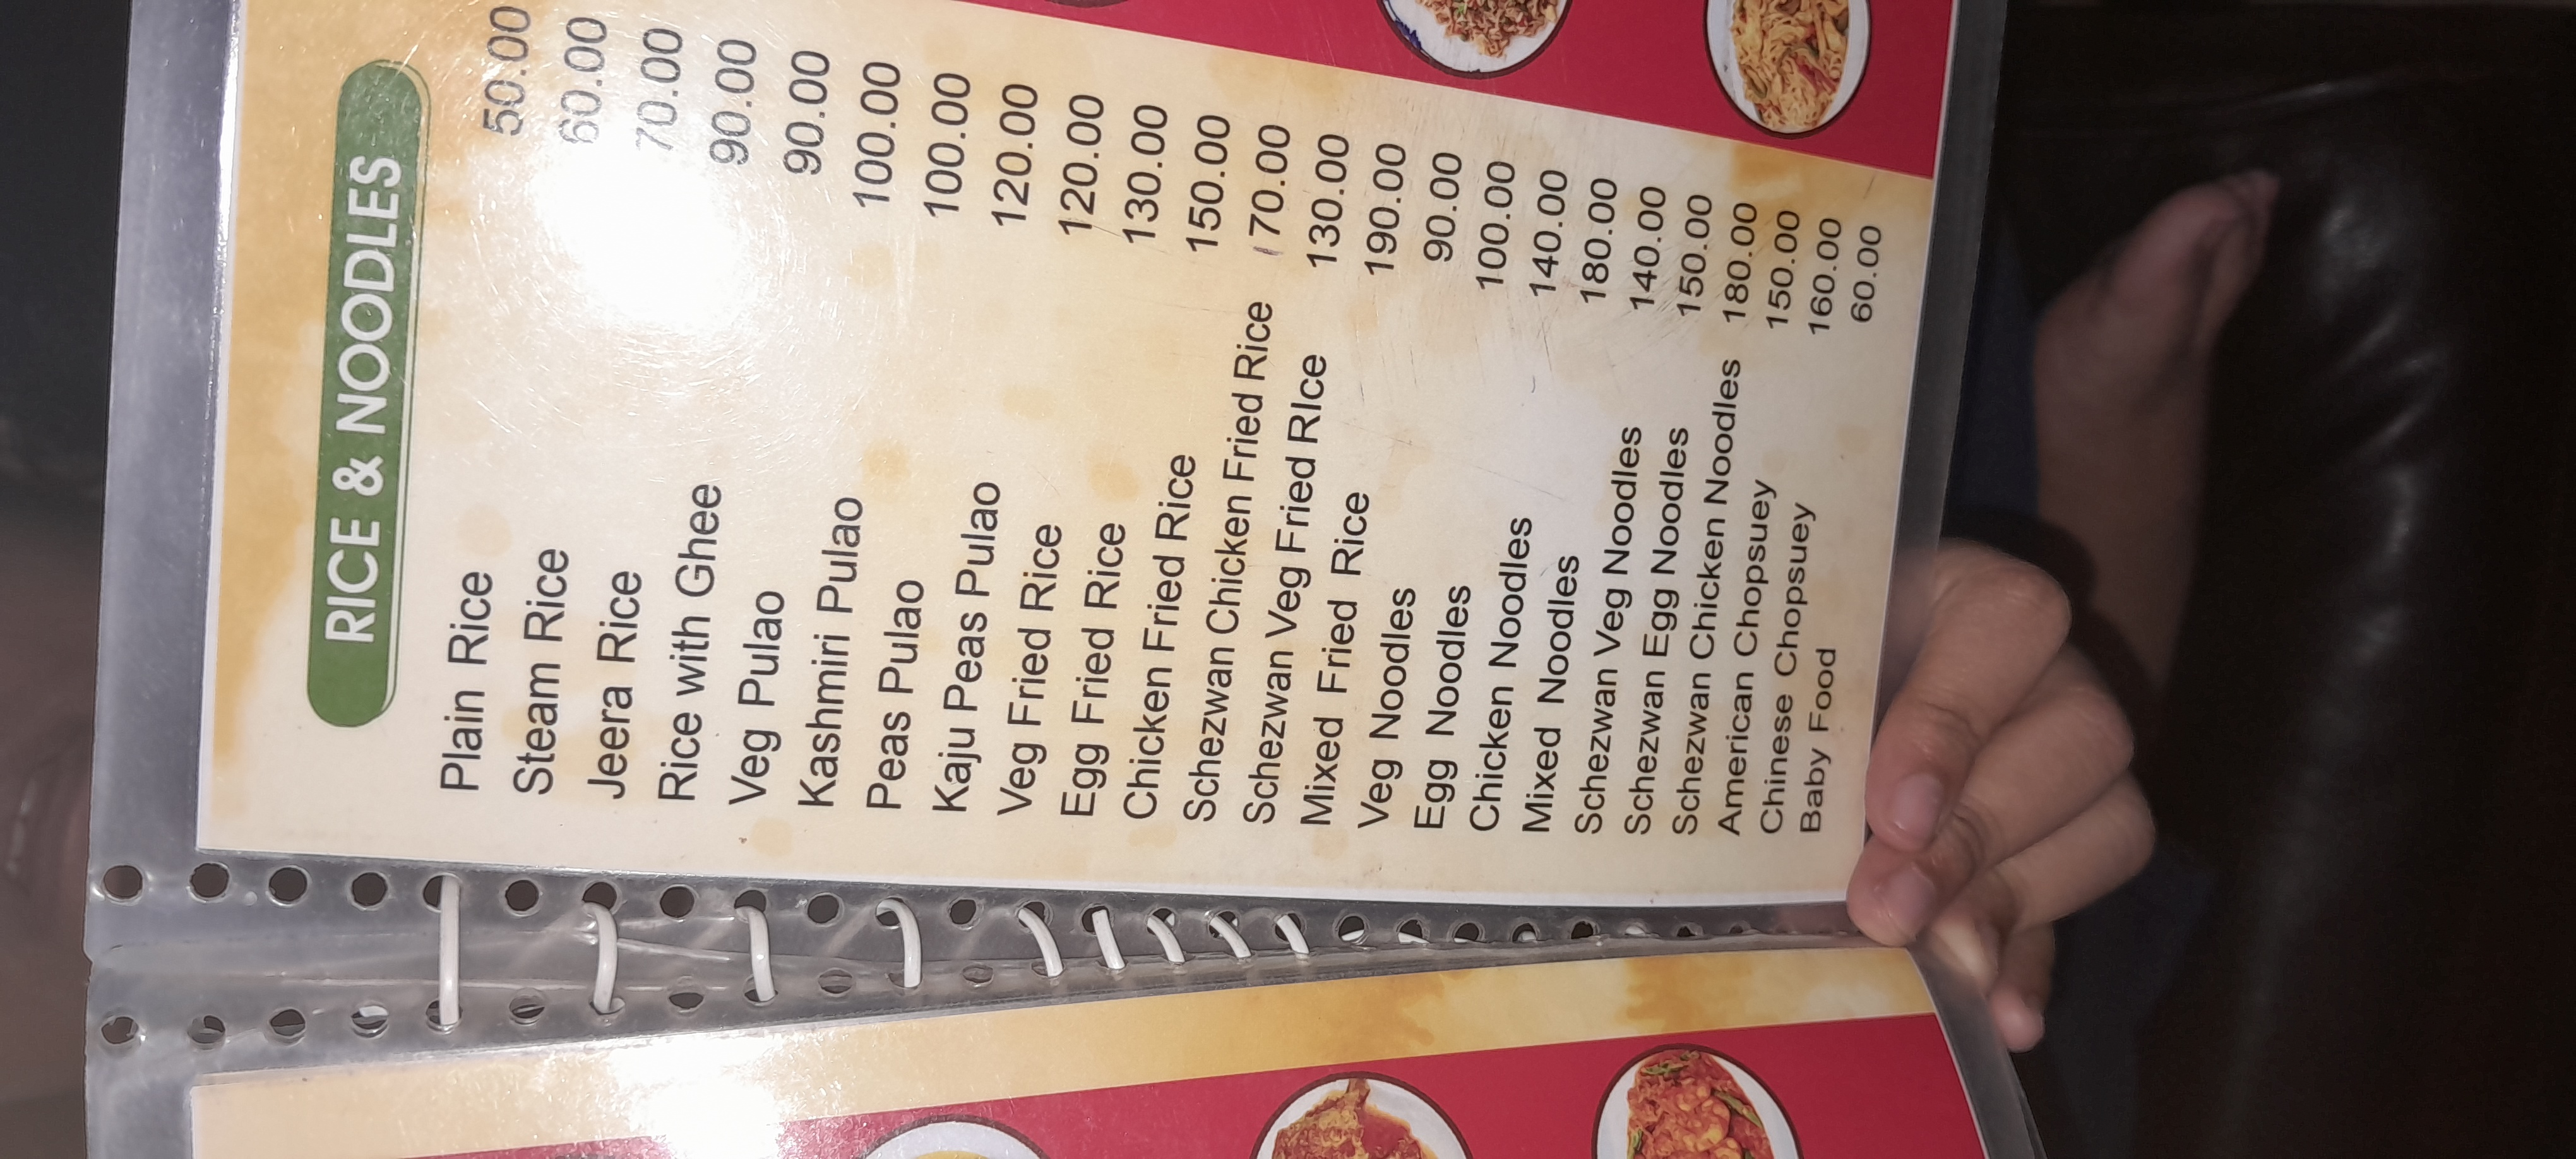 RICE & NOODLES
Plain Rice 50.00
Steam Rice 60.00
Jeera Rice 70.00
Rice with Ghee 90.00
Veg Pulao 90.00
Kashmiri Pulao 100.00
Peas Pulao 100.00
Kaju Peas Pulao 120.00
Veg Fried Rice 120.00
Egg Fried Rice 130.00
Chicken Fried Rice 150.00
Schezwan Chicken Fried Rice 170.00
Schezwan Veg Fried RIce 130.00
Mixed Fried Rice 190.00
Veg Noodles 90.00
Egg Noodles 100.00
Chicken Noodles 140.00
Mixed Noodles 180.00
Schezwan Veg Noodles 140.00
Schezwan Egg Noodles 150.00
Schezwan Chicken Noodles 180.00
American Chopsuey 150.00
Chinese Chopsuey 160.00
Baby Food 60.00